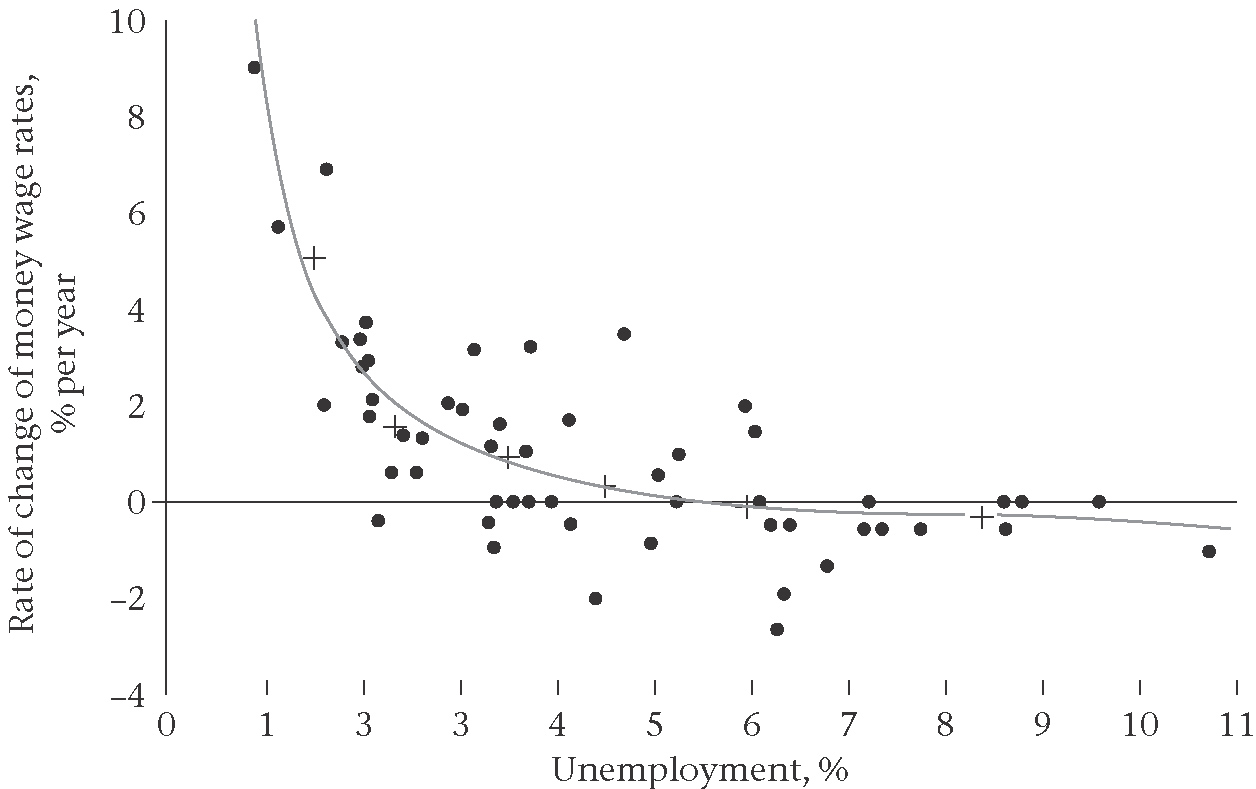 Rate of change of money wage rates,
% per year
10
8
6
4
2
0
–2
–4
0 1 3 3 4 5 6 7 8 9 10 11
Unemployment, %